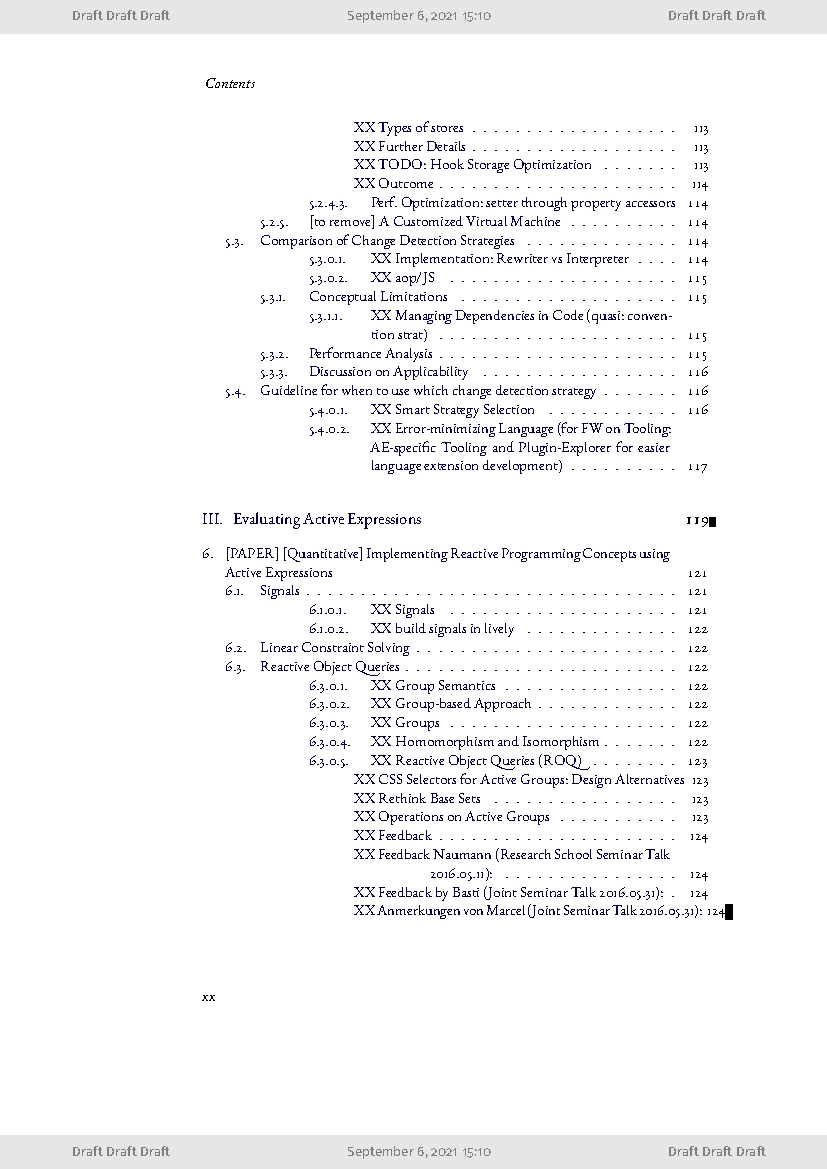 Draft Draft Draft September 6, 2021 15:10 Draft Draft Draft
Contents
XX Types of stores . . . . . . . . . . . . . . . . . . . 113
XX Further Details . . . . . . . . . . . . . . . . . . . 113
XX TODO: Hook Storage Optimization . . . . . . . 113
XX Outcome . . . . . . . . . . . . . . . . . . . . . . 114
5.2.4.3. Perf. Optimization: setter through property accessors 114
5.2.5. [to remove] A Customized Virtual Machine . . . . . . . . . . 114
5.3. Comparison of Change Detection Strategies . . . . . . . . . . . . . . 114
5.3.0.1. XX Implementation: Rewriter vs Interpreter . . . . 114
5.3.0.2. XX aop/JS . . . . . . . . . . . . . . . . . . . . . 115
5.3.1. Conceptual Limitations . . . . . . . . . . . . . . . . . . . . 115
5.3.1.1. XX Managing Dependencies in Code (quasi: conven-
tion strat) . . . . . . . . . . . . . . . . . . . . . . 115
5.3.2. Performance Analysis . . . . . . . . . . . . . . . . . . . . . . 115
5.3.3. Discussion on Applicability . . . . . . . . . . . . . . . . . . 116
5.4. Guideline for when to use which change detection strategy . . . . . . . 116
5.4.0.1. XX Smart Strategy Selection . . . . . . . . . . . . 116
5.4.0.2. XX Error-minimizing Language (for FW on Tooling:
AE-specific Tooling and Plugin-Explorer for easier
language extension development) . . . . . . . . . . 117
III. Evaluating Active Expressions 119
6. [PAPER] [Quantitative] Implementing Reactive Programming Concepts using
Active Expressions 121
6.1. Signals . . . . . . . . . . . . . . . . . . . . . . . . . . . . . . . . . . 121
6.1.0.1. XX Signals . . . . . . . . . . . . . . . . . . . . . 121
6.1.0.2. XX build signals in lively . . . . . . . . . . . . . . 122
6.2. Linear Constraint Solving . . . . . . . . . . . . . . . . . . . . . . . . 122
6.3. Reactive Object Queries . . . . . . . . . . . . . . . . . . . . . . . . . 122
6.3.0.1. XX Group Semantics . . . . . . . . . . . . . . . . 122
6.3.0.2. XX Group-based Approach . . . . . . . . . . . . . 122
6.3.0.3. XX Groups . . . . . . . . . . . . . . . . . . . . . 122
6.3.0.4. XX Homomorphism and Isomorphism . . . . . . . 122
6.3.0.5. XX Reactive Object Queries (ROQ) . . . . . . . . 123
XX CSS Selectors for Active Groups: Design Alternatives 123
XX Rethink Base Sets . . . . . . . . . . . . . . . . . 123
XX Operations on Active Groups . . . . . . . . . . . 123
XX Feedback . . . . . . . . . . . . . . . . . . . . . . 124
XX Feedback Naumann (Research School Seminar Talk
2016.05.11): . . . . . . . . . . . . . . . . 124
XX Feedback by Basti (Joint Seminar Talk 2016.05.31): . 124
XX Anmerkungen von Marcel (Joint Seminar Talk 2016.05.31): 124
xx
Draft Draft Draft September 6, 2021 15:10 Draft Draft Draft